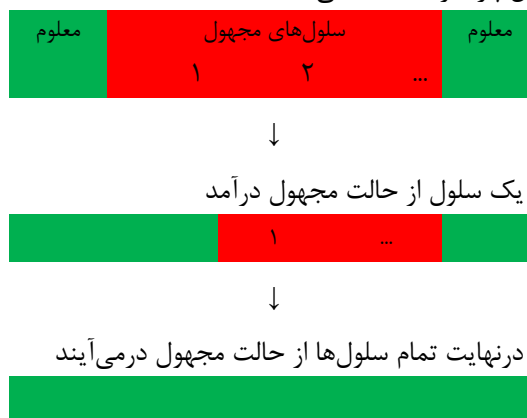 معلوم سلول‌های مجهول معلوم
۱ ۲ ...
↓
یک سلول از حالت مجهول درآمد
۱ ...
↓
درنهایت تمام سلول‌ها از حالت مجهول درمی‌آیند